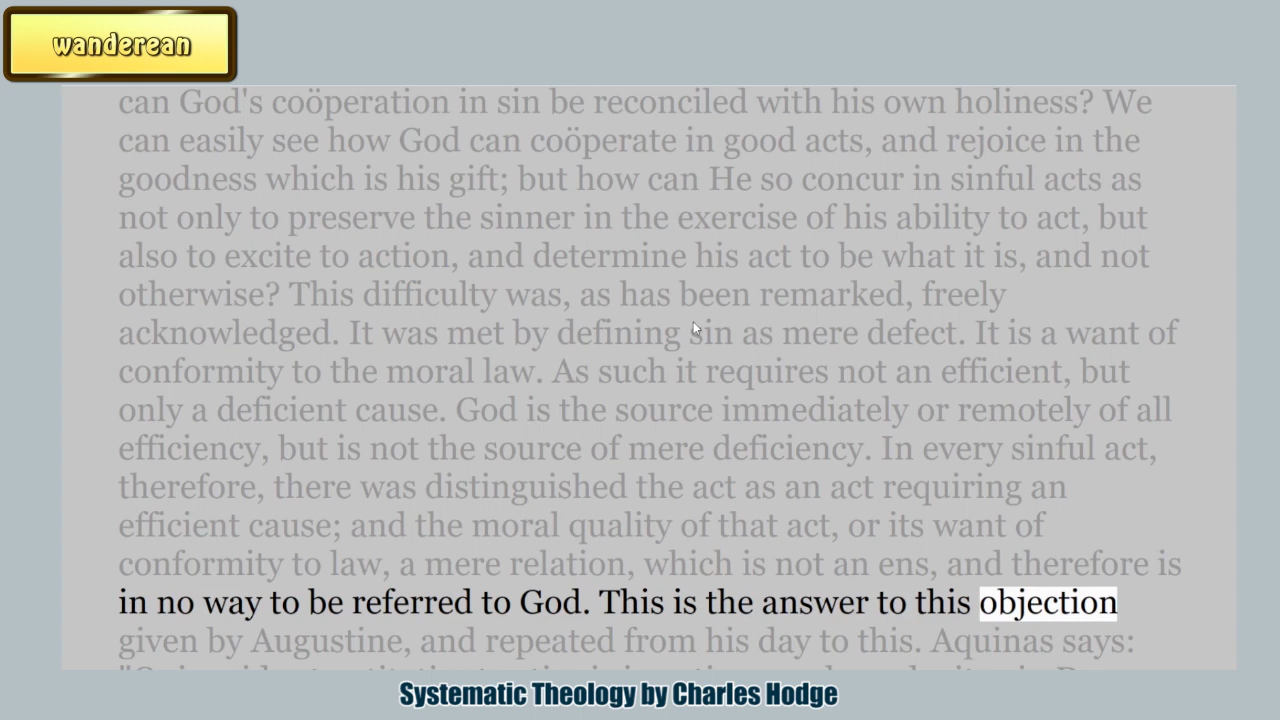 wanderean
can God's coöperation in sin be reconciled with his own holiness? We
can easily see how God can coöperate in good acts, and rejoice in the
goodness which is his gift; but how can He so concur in sinful acts as
not only to preserve the sinner in the exercise of his ability to act, but
also to excite to action, and determine his act to be what it is, and not
otherwise? This difficulty was, as has been remarked, freely
acknowledged. It was met by defining sin as mere defect. It is a want of
conformity to the moral law. As such it requires not an efficient, but
only a deficient cause. God is the source immediately or remotely of all
efficiency, but is not the source of mere deficiency. In every sinful act,
therefore, there was distinguished the act as an act requiring an
efficient cause; and the moral quality of that act, or its want of
conformity to law, a mere relation, which is not an ens, and therefore is
in no way to be referred to God. This is the answer to this objection
given by Augustine, and repeated from his day to this. Aquinas says:
Systematic Theology by Charles Hodge